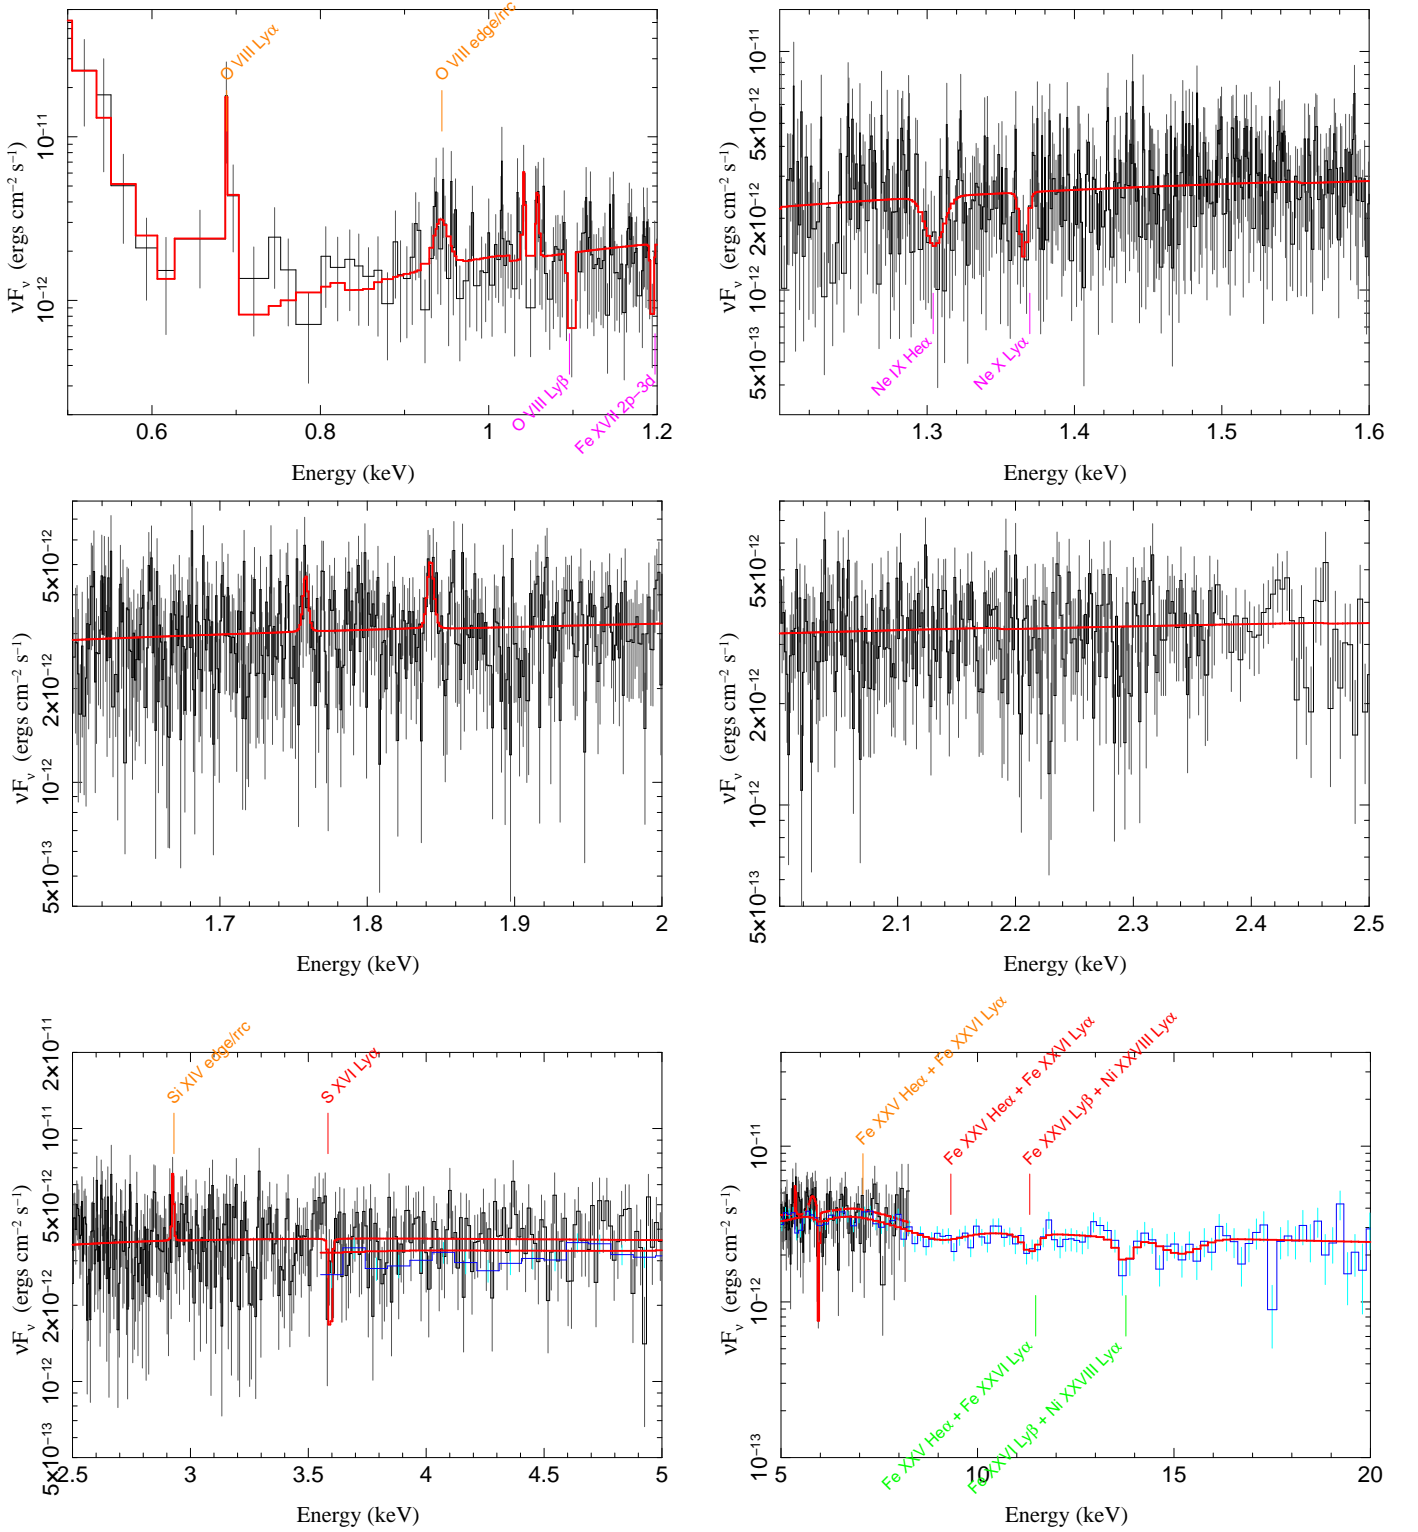 O VIII Lyα
O VIII edge/rrc
νFν (ergs cm−2 s−1)
10−11
10−12
O VIII Lyβ
Fe XVII 2p−3d
0.6 0.8 1 1.2
Energy (keV)
νFν (ergs cm−2 s−1)
10−11
5×10−12
2×10−12
10−12
5×10−13
Ne IX Heα
Ne X Lyα
1.3 1.4 1.5 1.6
Energy (keV)
νFν (ergs cm−2 s−1)
5×10−12
2×10−12
10−12
5×10−13
1.7 1.8 1.9 2
Energy (keV)
νFν (ergs cm−2 s−1)
5×10−12
2×10−12
10−12
5×10−13
2.1 2.2 2.3 2.4 2.5
Energy (keV)
Si XIV edge/rrc
S XVI Lyα
νFν (ergs cm−2 s−1)
2×10−11
10−11
5×10−12
2×10−12
10−12
5×10−13
2.5 3 3.5 4 4.5 5
Energy (keV)
Fe XXV Heα + Fe XXVI Lyα
Fe XXV Heα + Fe XXVI Lyα
Fe XXVI Lyβ + Ni XXVIII Lyα
νFν (ergs cm−2 s−1)
10−11
10−12
10−13
Fe XXV Heα + Fe XXVI Lyα
Fe XXVI Lyβ + Ni XXVIII Lyα
5 10 15 20
Energy (keV)